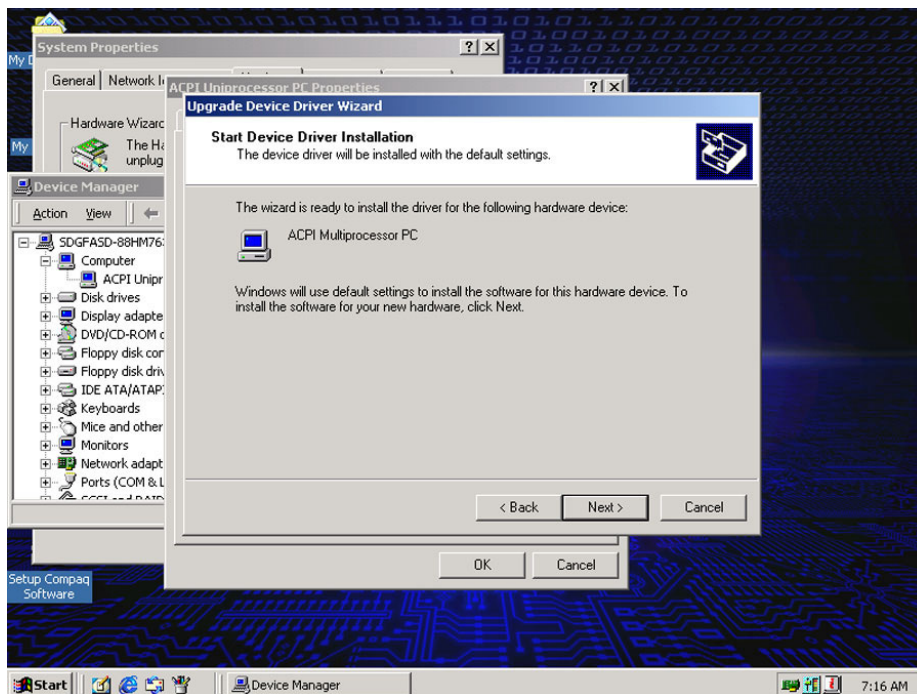 My D
System Properties
General
Network I
Hardware Wizard
The Ha
unplug
My
ACPI Uniprocessor PC Properties
Upgrade Device Driver Wizard
Start Device Driver Installation
The device driver will be installed with the default settings.
The wizard is ready to install the driver for the following hardware device:
ACPI Multiprocessor PC
Windows will use default settings to install the software for this hardware device. To
install the software for your new hardware, click Next.
< Back
Next >
Cancel
OK
Cancel
Device Manager
Action View
SDGFASD-88HM76
Computer
ACPI Unipr
Disk drives
Display adapte
DVD/CD-ROM
Floppy disk con
Floppy disk driv
IDE ATA/ATAP
Keyboards
Mice and other
Monitors
Network adapt
Ports (COM & L
SCSI and RAID
Setup Compaq
Software
Start
Device Manager
7:16 AM